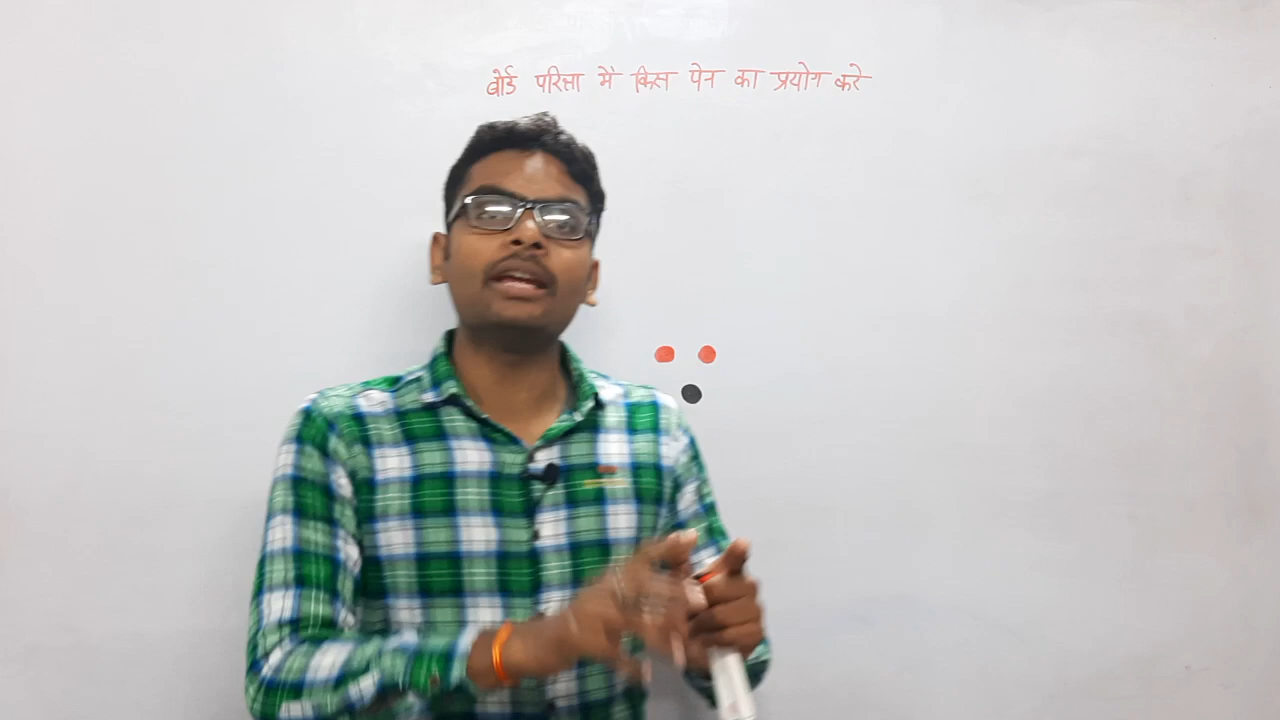 बोर्ड परिक्षा में किस पेन का प्रयोग करे